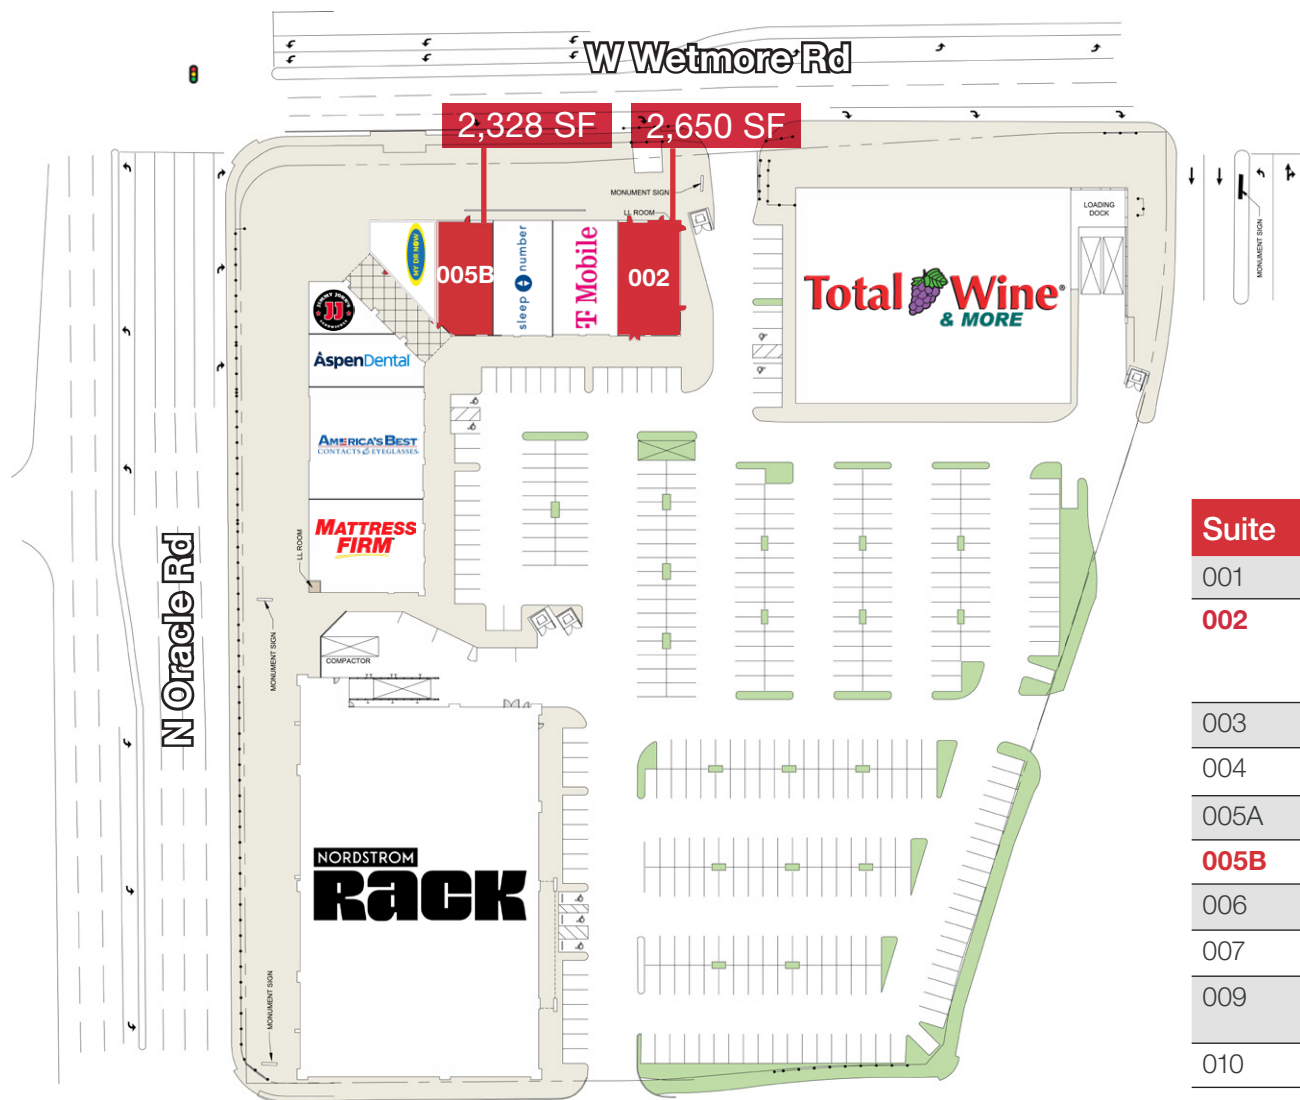 W Wetmore Rd
2,328 SF
2,650 SF
MONUMENT SIGN
LL ROOM
LOADING
DOCK
MONUMENT SIGN
MY DR NOW
005B
sleep number
T Mobile
002
Total Wine
& MORE
JIMMY JOHN'S
JJ
SANDWICHES
AspenDental
AMERICA'S BEST
CONTACTS & EYEGLASSES
MATTRESS
FIRM
LL ROOM
N Oracle Rd
MONUMENT SIGN
COMPACTOR
NORDSTROM
RACK
MONUMENT SIGN
Suite
001
002
003
004
005A
005B
006
007
009
010